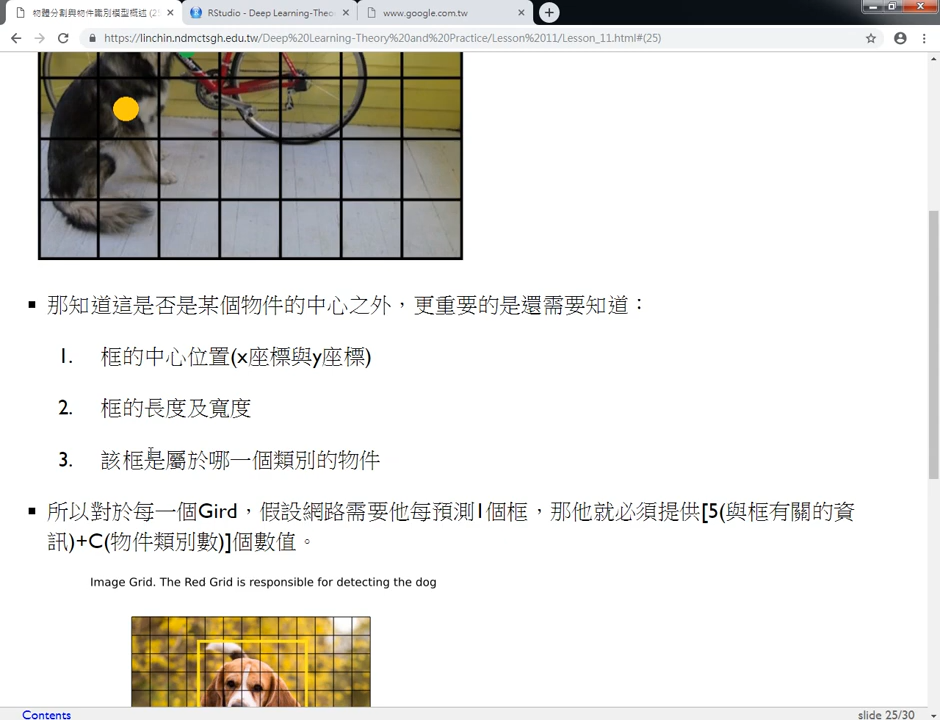 物體分割與物件識別模型概述 (25
RStudio - Deep Learning-Theo
www.google.com.tw
https://linchin.ndmctsgh.edu.tw/Deep%20Learning-Theory%20and%20Practice/Lesson%2011/Lesson_11.html#(25)
▪ 那知道這是否是某個物件的中心之外，更重要的是還需要知道：
1. 框的中心位置(x座標與y座標)
2. 框的長度及寬度
3. 該框是屬於哪一個類別的物件
▪ 所以對於每一個Gird，假設網路需要他每預測1個框，那他就必須提供[5(與框有關的資
訊)+C(物件類別數)]個數值。
Image Grid. The Red Grid is responsible for detecting the dog
Contents
slide 25/30